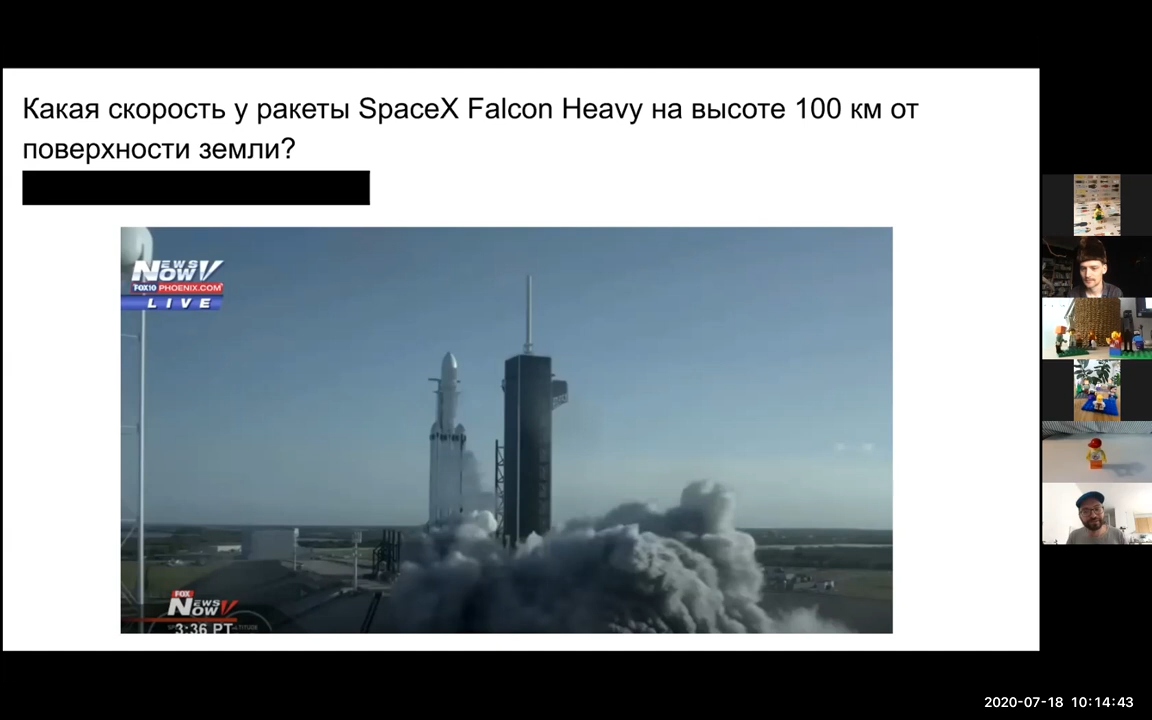 Какая скорость у ракеты SpaceX Falcon Heavy на высоте 100 км от
поверхности земли?
NEWS
NOW
FOX10 PHOENIX.COM
LIVE
FOX
NEWS
NOW
3:36 PT
2020-07-18 10:14:43